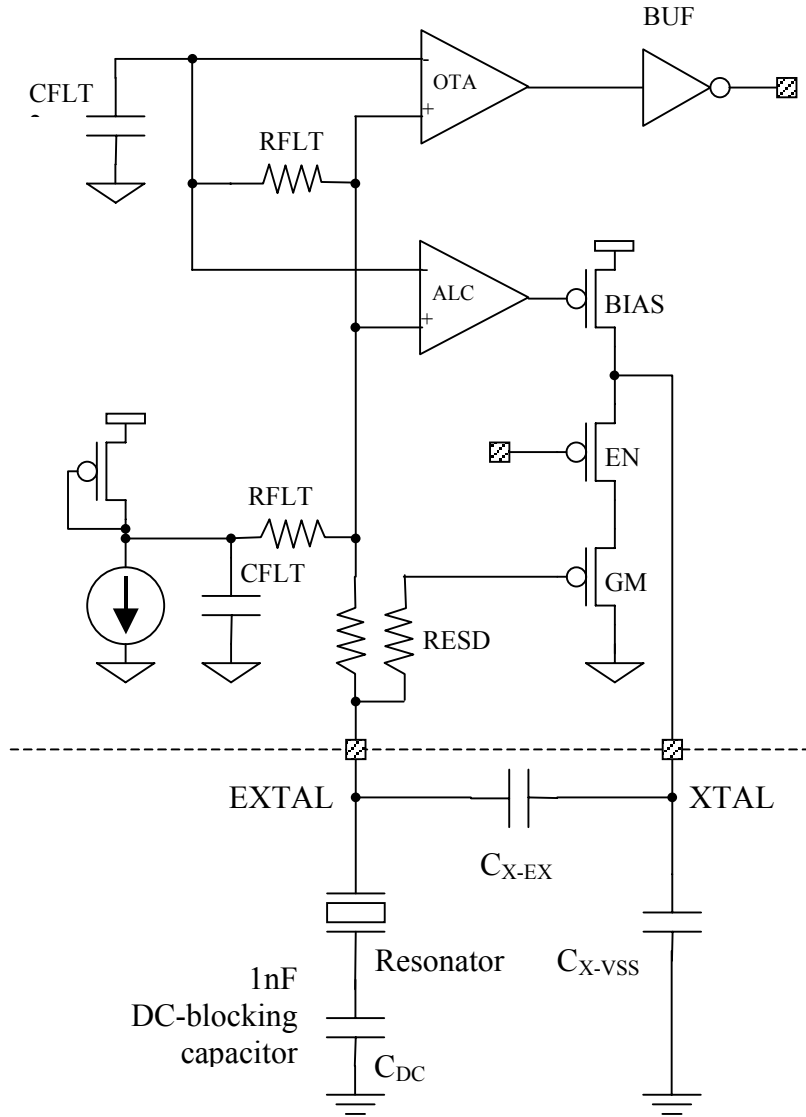 BUF
CFLT
-
OTA
+
RFLT
-
ALC
+
BIAS
EN
RFLT
CFLT
GM
RESD
EXTAL
XTAL
CX-EX
Resonator
CX-VSS
1nF
DC-blocking
capacitor
CDC